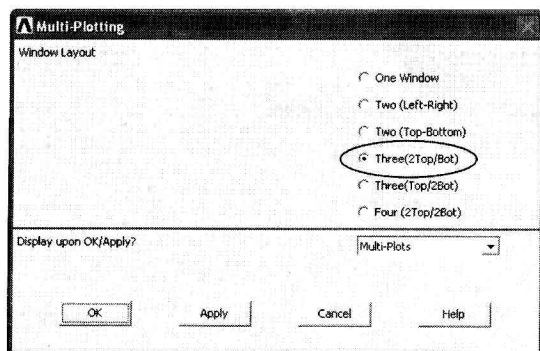 Multi-Plotting
Window Layout
One Window
Two (Left-Right)
Two (Top-Bottom)
Three(2Top/Bot)
Three(Top/2Bot)
Four (2Top/2Bot)
Display upon OK/Apply?
Multi-Plots
OK
Apply
Cancel
Help